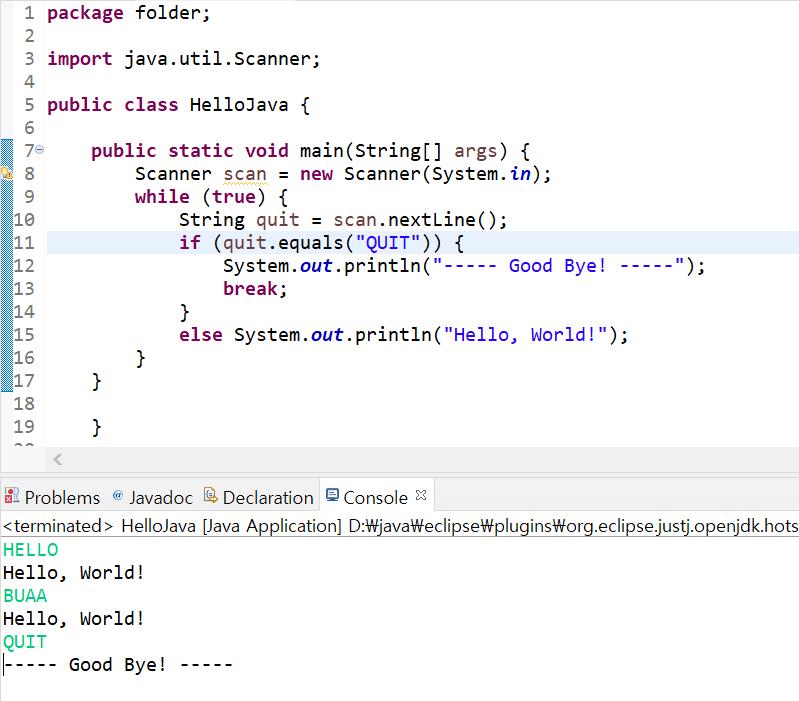 1 package folder;
2
3 import java.util.Scanner;
4
5 public class HelloJava {
6
7     public static void main(String[] args) {
8         Scanner scan = new Scanner(System.in);
9         while (true) {
10             String quit = scan.nextLine();
11             if (quit.equals("QUIT")) {
12                 System.out.println("----- Good Bye! -----");
13                 break;
14             }
15             else System.out.println("Hello, World!");
16         }
17     }
18
19     }
Problems @ Javadoc Declaration Console
<terminated> HelloJava [Java Application] D:₩java₩eclipse₩plugins₩org.eclipse.justj.openjdk.hots
HELLO
Hello, World!
BUAA
Hello, World!
QUIT
----- Good Bye! -----